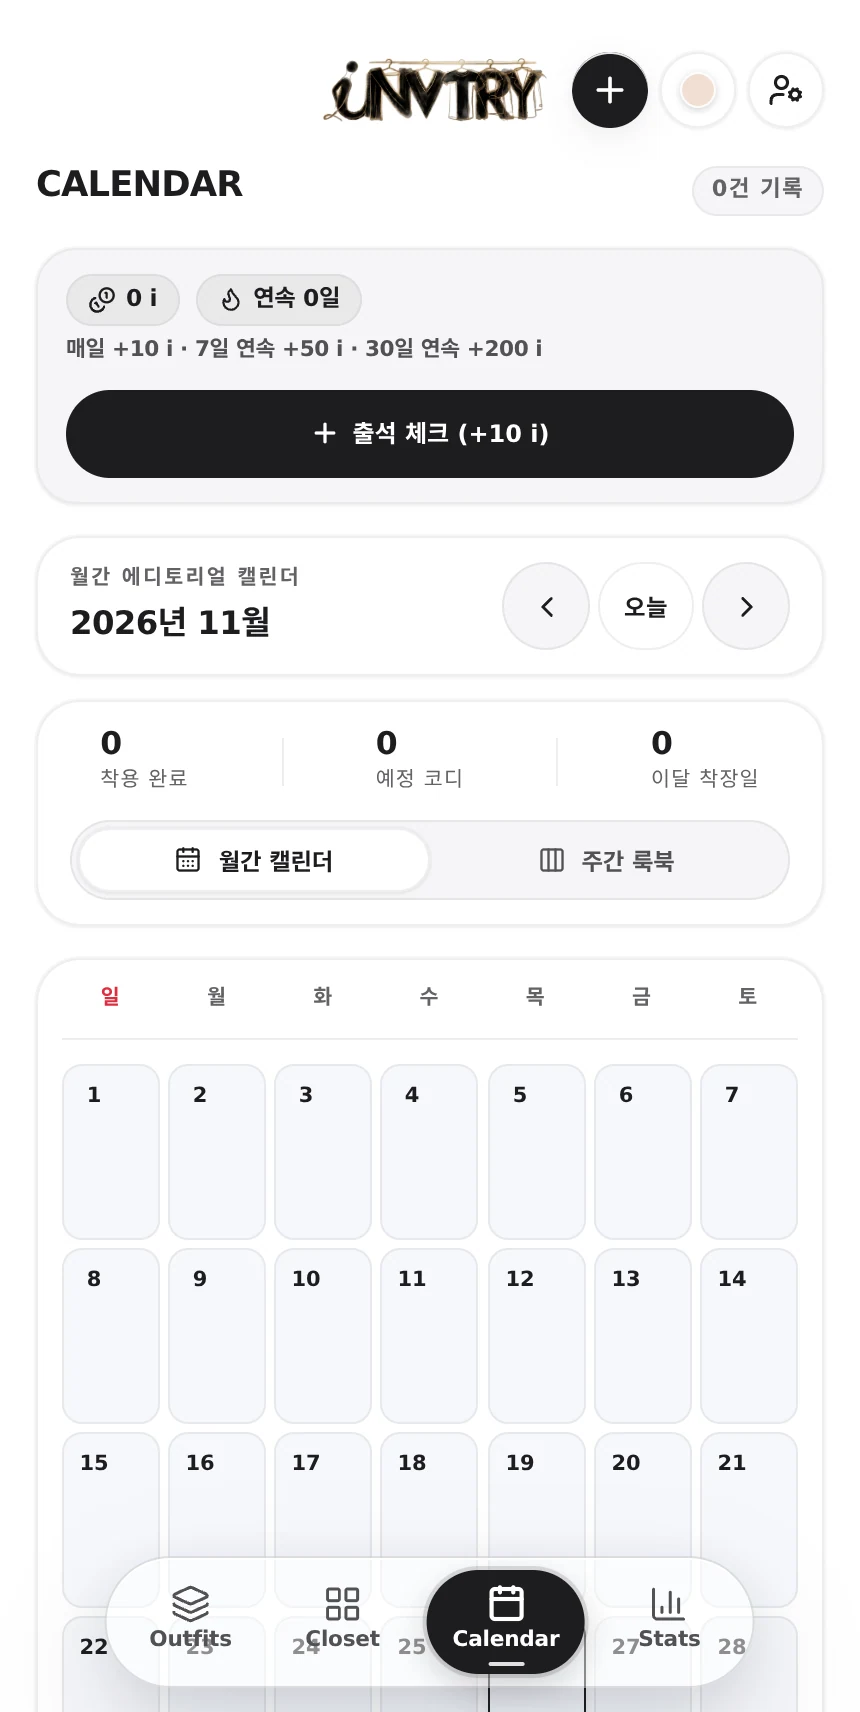 iNVTRY
CALENDAR
0건 기록
0 i
연속 0일
매일 +10 i · 7일 연속 +50 i · 30일 연속 +200 i
출석 체크 (+10 i)
월간 에디토리얼 캘린더
2026년 11월
오늘
0 0 0
착용 완료 예정 코디 이달 착장일
월간 캘린더 주간 룩북
일 월 화 수 목 금 토
1 2 3 4 5 6 7
8 9 10 11 12 13 14
15 16 17 18 19 20 21
22 23 24 25 27 28
Outfits Closet Calendar Stats